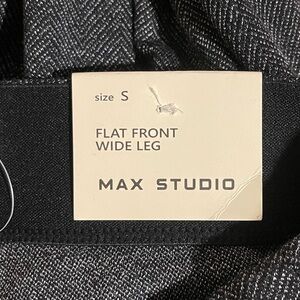 size S
FLAT FRONT
WIDE LEG
MAX STUDIO